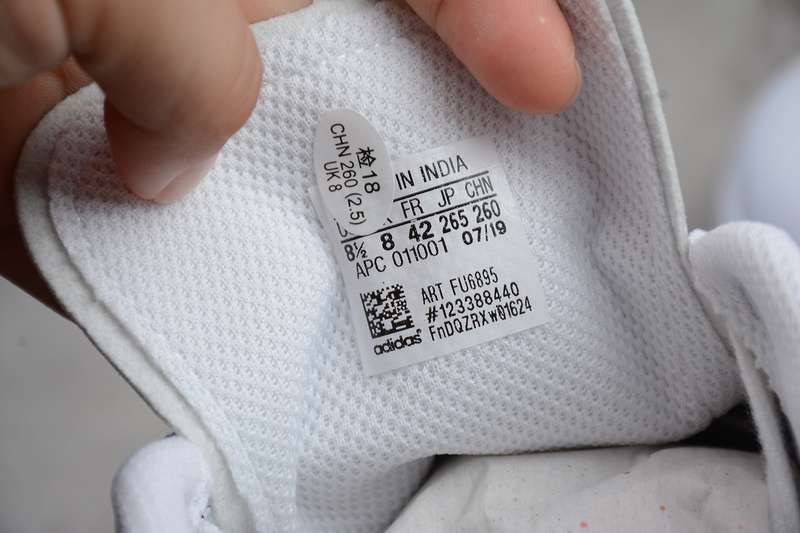 检18
CHN 260 (2.5)
UK 8
IN INDIA
FR JP CHN
8½ 8 42 265 260
APC 011001 07/19
ART FU6895
#123388440
FnDQZRXw01624
adidas